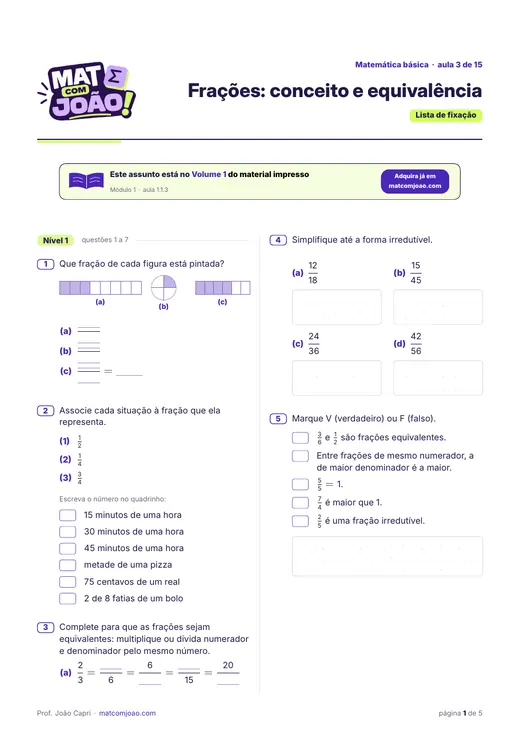 MAT Σ
COM
JOÃO!
Matemática básica · aula 3 de 15
Frações: conceito e equivalência
Lista de fixação
Este assunto está no Volume 1 do material impresso
Módulo 1 · aula 1.1.3
Adquira já em
matcomjoao.com
Nível 1 questões 1 a 7
1 Que fração de cada figura está pintada?
(a) (b) (c)
(a)
(b)
(c) =
2 Associe cada situação à fração que ela
representa.
(1) 1/2
(2) 1/4
(3) 3/4
Escreva o número no quadrinho:
15 minutos de uma hora
30 minutos de uma hora
45 minutos de uma hora
metade de uma pizza
75 centavos de um real
2 de 8 fatias de um bolo
3 Complete para que as frações sejam
equivalentes: multiplique ou divida numerador
e denominador pelo mesmo número.
(a) 2/3 = __/6 = 6/__ = __/15 = 20/__
4 Simplifique até a forma irredutível.
(a) 12/18 (b) 15/45
(c) 24/36 (d) 42/56
5 Marque V (verdadeiro) ou F (falso).
3/6 e 1/2 são frações equivalentes.
Entre frações de mesmo numerador, a
de maior denominador é a maior.
5/5 = 1.
7/4 é maior que 1.
2/5 é uma fração irredutível.
Prof. João Capri · matcomjoao.com
página 1 de 5